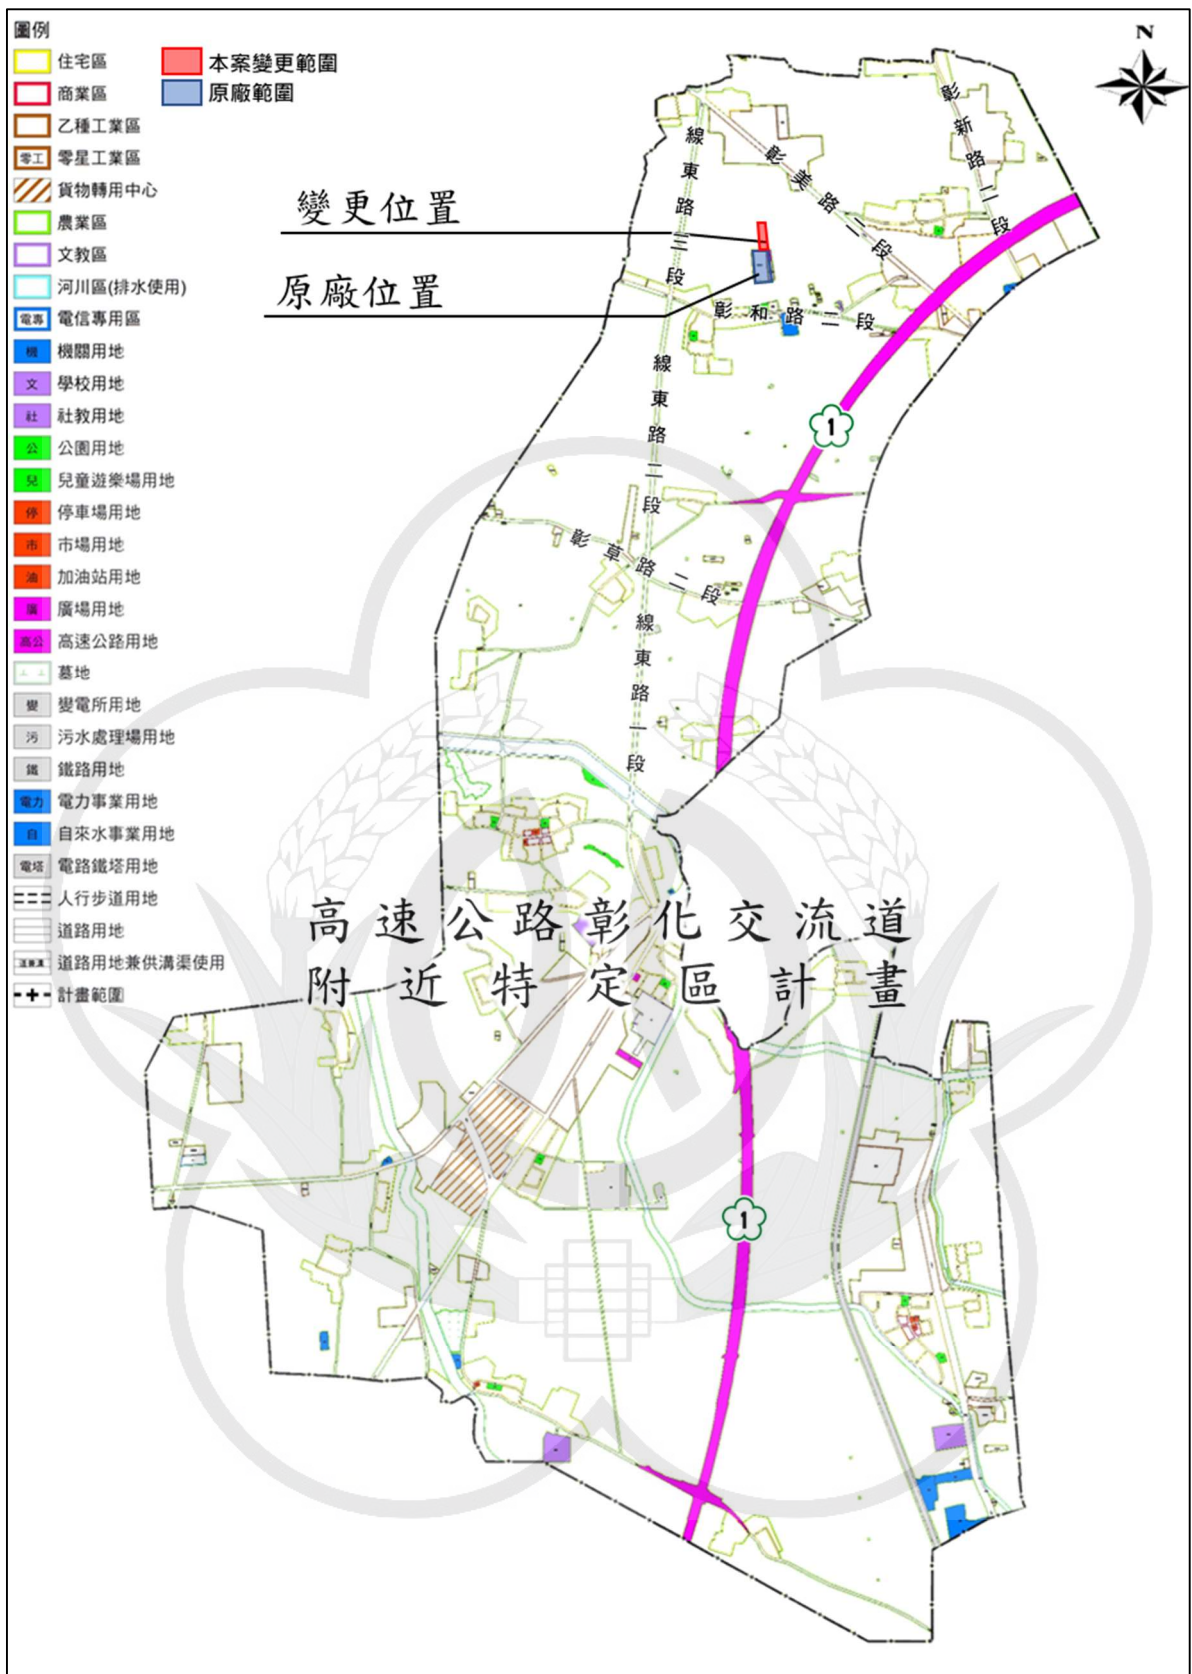 圖例
住宅區
商業區
乙種工業區
零工 零星工業區
貨物轉用中心
農業區
文教區
河川區(排水使用)
電專 電信專用區
機 機關用地
文 學校用地
社 社教用地
公 公園用地
兒 兒童遊樂場用地
停 停車場用地
市 市場用地
油 加油站用地
廣 廣場用地
高公 高速公路用地
墓地
變 變電所用地
污 污水處理場用地
鐵 鐵路用地
電力 電力事業用地
自 自來水事業用地
電塔 電路鐵塔用地
人行步道用地
道路用地
道路用地兼供溝渠使用
計畫範圍
本案變更範圍
原廠範圍
N
變更位置
原廠位置
線東路三段
彰美路二段
彰新路二段
彰和路二段
線東路二段
1
彰草路二段
線東路一段
高速公路彰化交流道
附近特定區計畫
1